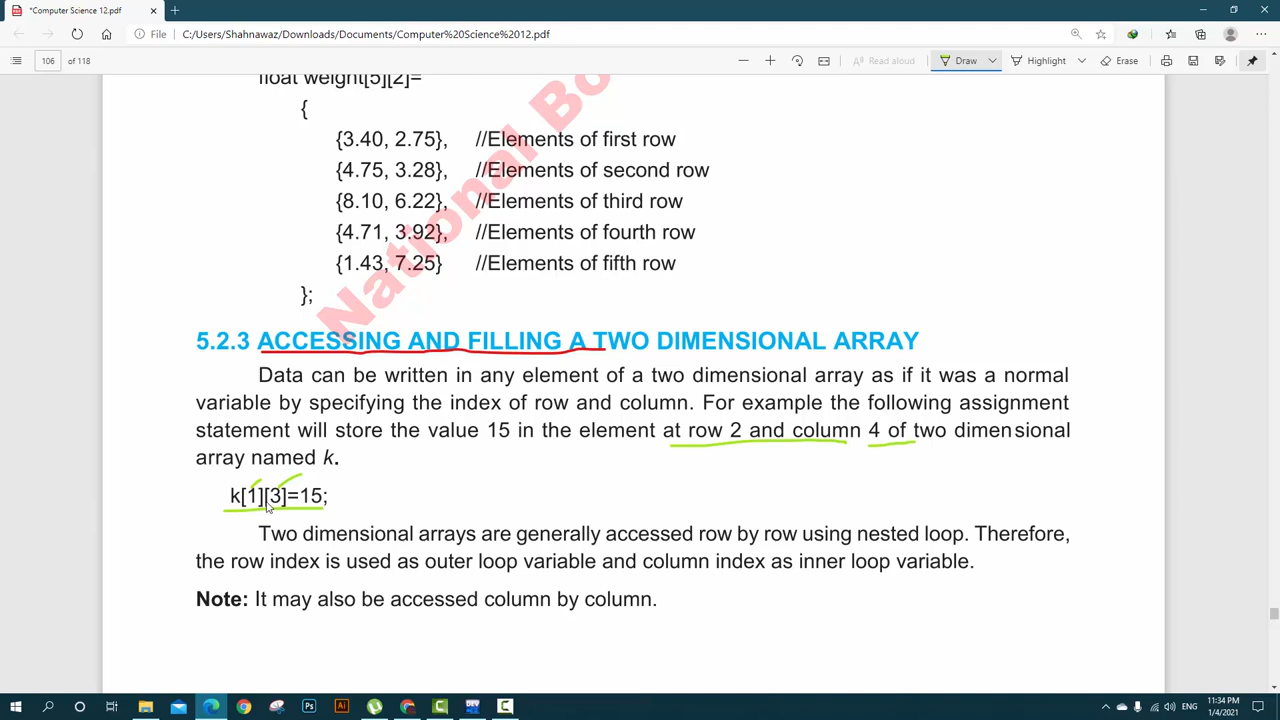 *Computer Science 12.pdf
File
C:/Users/Shahnawaz/Downloads/Documents/Computer%20Science%2012.pdf
106 of 118
Read aloud
Draw
Highlight
Erase
float weight[5][2]=
{
{3.40, 2.75}, //Elements of first row
{4.75, 3.28}, //Elements of second row
{8.10, 6.22}, //Elements of third row
{4.71, 3.92}, //Elements of fourth row
{1.43, 7.25} //Elements of fifth row
};
National Bo
5.2.3 ACCESSING AND FILLING A TWO DIMENSIONAL ARRAY
Data can be written in any element of a two dimensional array as if it was a normal
variable by specifying the index of row and column. For example the following assignment
statement will store the value 15 in the element at row 2 and column 4 of two dimensional
array named k.
k[1][3]=15;
Two dimensional arrays are generally accessed row by row using nested loop. Therefore,
the row index is used as outer loop variable and column index as inner loop variable.
Note: It may also be accessed column by column.
Ps
Ai
DEV
ENG
11:34 PM
1/4/2021